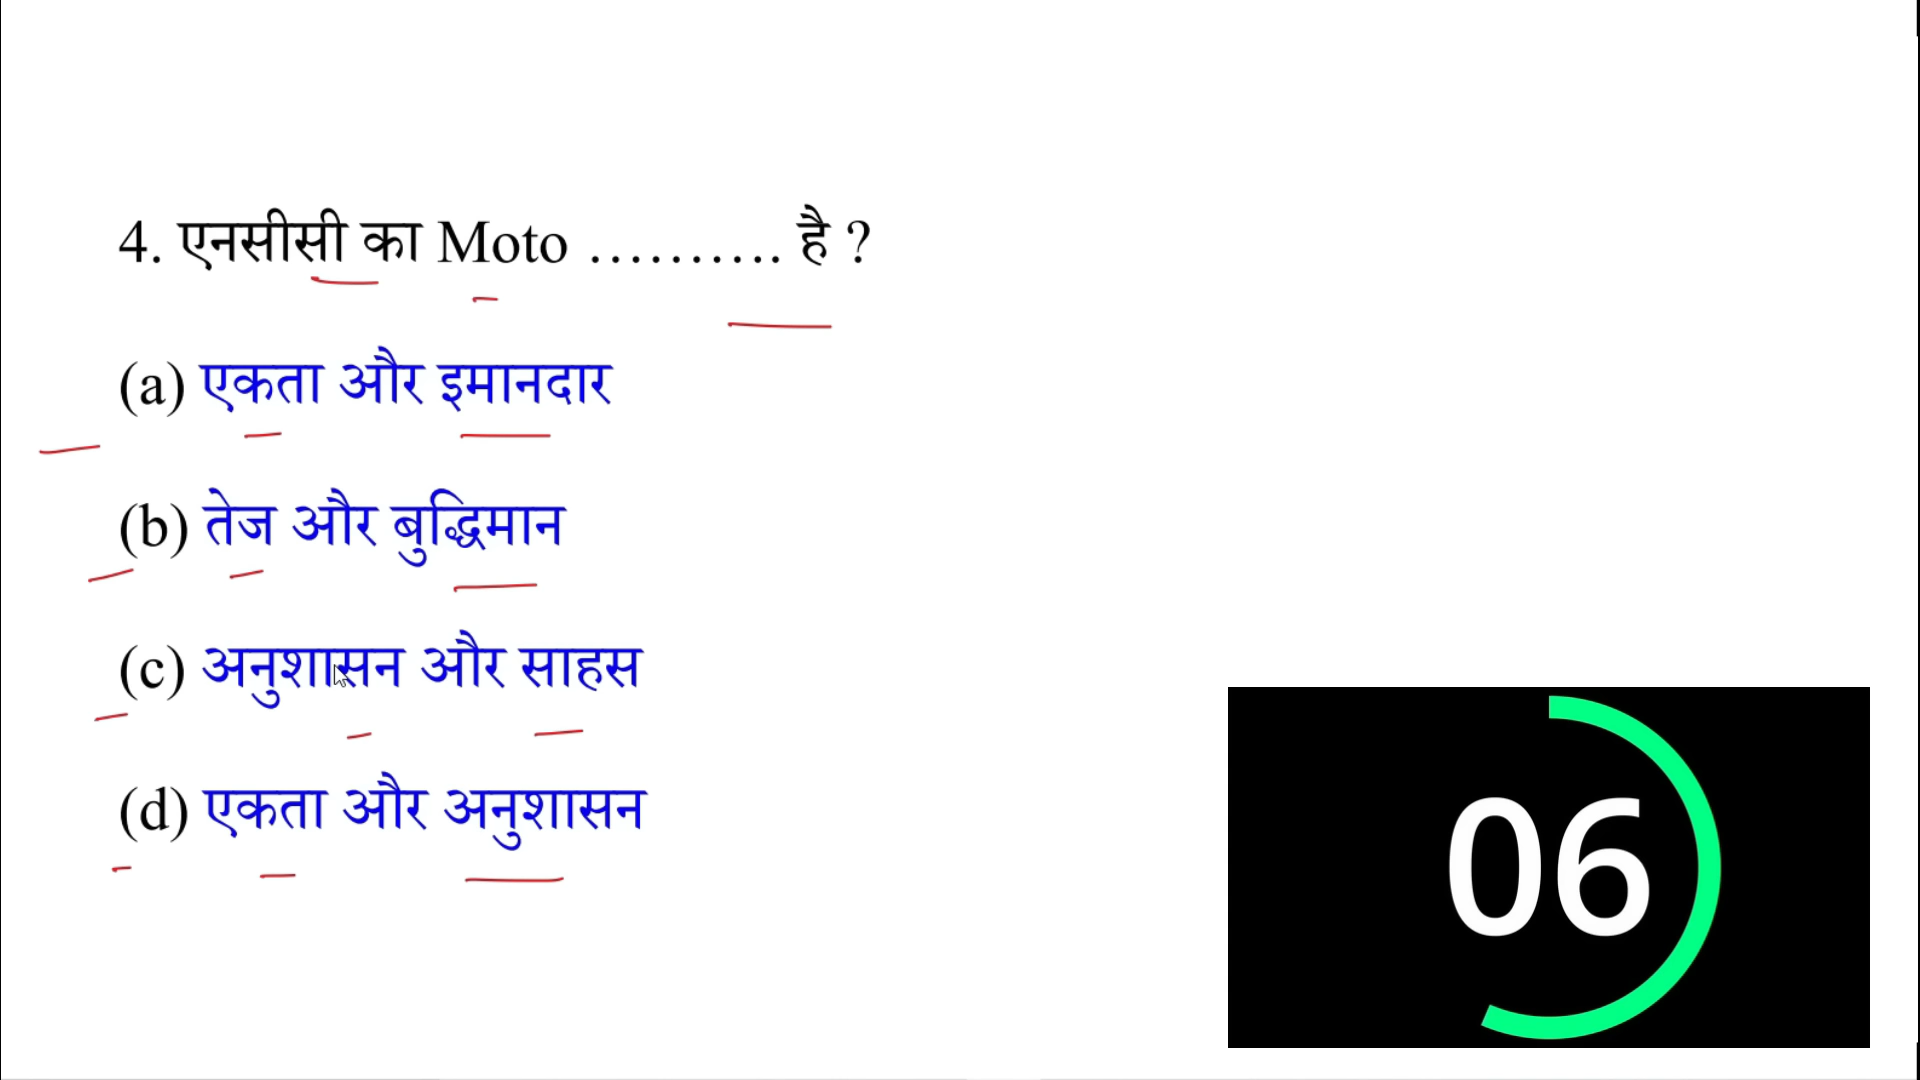 4. एनसीसी का Moto .......... है ?
(a) एकता और इमानदार
(b) तेज और बुद्धिमान
(c) अनुशासन और साहस
(d) एकता और अनुशासन
06